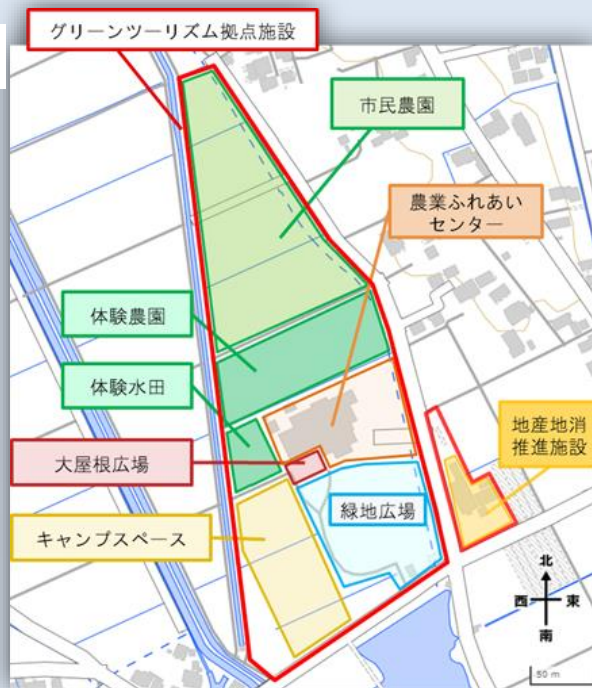 グリーンツーリズム拠点施設
市民農園
農業ふれあい
センター
体験農園
体験水田
地産地消
推進施設
大屋根広場
緑地広場
キャンプスペース
北
西 東
南
50 m